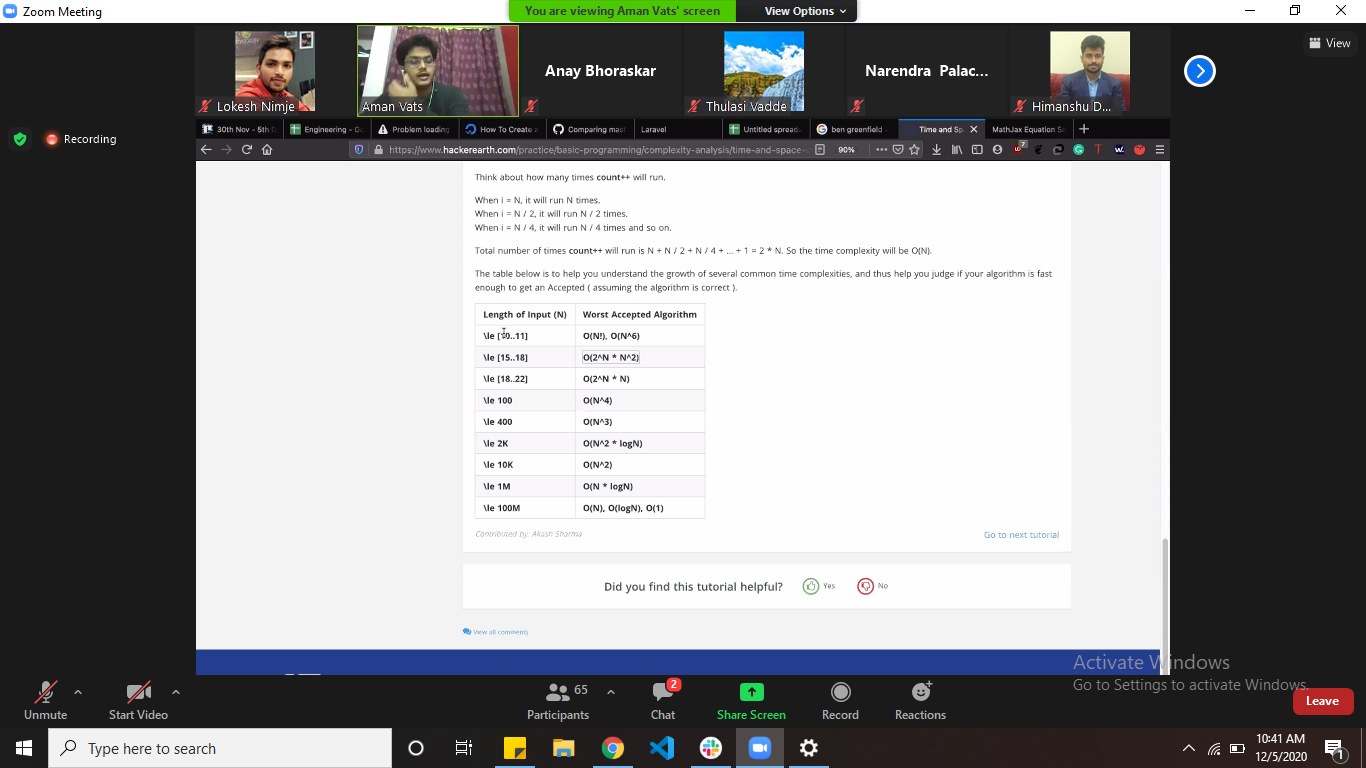 Zoom Meeting
You are viewing Aman Vats' screen
View Options
View
Lokesh Nimje
Aman Vats
Anay Bhoraskar
Thulasi Vadde
Narendra Palac...
Himanshu D...
Recording
30th Nov - 5th D
Engineering - Go
Problem loading
How To Create a
Comparing mast
Laravel
Untitled spreads
ben greenfield -
Time and Sp
MathJax Equation Se
https://www.hackerearth.com/practice/basic-programming/complexity-analysis/time-and-space-
90%
7
Think about how many times count++ will run.
When i = N, it will run N times.
When i = N / 2, it will run N / 2 times.
When i = N / 4, it will run N / 4 times and so on.
Total number of times count++ will run is N + N / 2 + N / 4 + ... + 1 = 2 * N. So the time complexity will be O(N).
The table below is to help you understand the growth of several common time complexities, and thus help you judge if your algorithm is fast
enough to get an Accepted ( assuming the algorithm is correct ).
Length of Input (N) Worst Accepted Algorithm
\le [10..11] O(N!), O(N^6)
\le [15..18] O(2^N * N^2)
\le [18..22] O(2^N * N)
\le 100 O(N^4)
\le 400 O(N^3)
\le 2K O(N^2 * logN)
\le 10K O(N^2)
\le 1M O(N * logN)
\le 100M O(N), O(logN), O(1)
Contributed by: Akash Sharma
Go to next tutorial
Did you find this tutorial helpful? Yes No
View all comments
Activate Windows
Go to Settings to activate Windows.
Unmute
Start Video
65
Participants
2
Chat
Share Screen
Record
Reactions
Leave
Type here to search
10:41 AM
12/5/2020
1